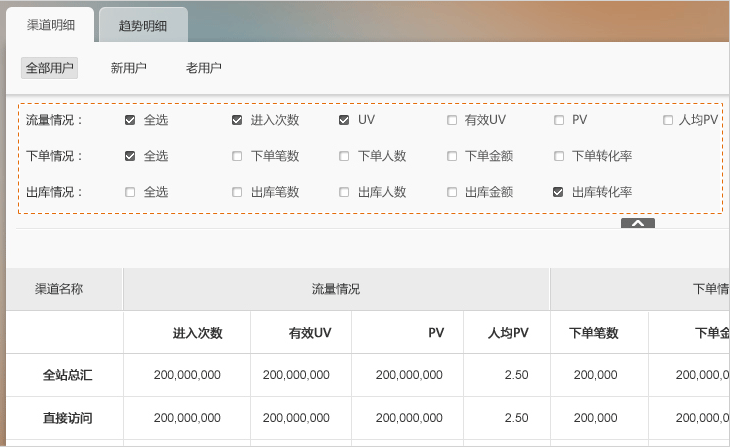 渠道明细 趋势明细
全部用户 新用户 老用户
流量情况： 全选 进入次数 UV 有效UV PV 人均PV
下单情况： 全选 下单笔数 下单人数 下单金额 下单转化率
出库情况： 全选 出库笔数 出库人数 出库金额 出库转化率
渠道名称 流量情况 下单情
进入次数 有效UV PV 人均PV 下单笔数 下单金
全站总汇 200,000,000 200,000,000 200,000,000 2.50 200,000 200,000,0
直接访问 200,000,000 200,000,000 200,000,000 2.50 200,000 200,000,0